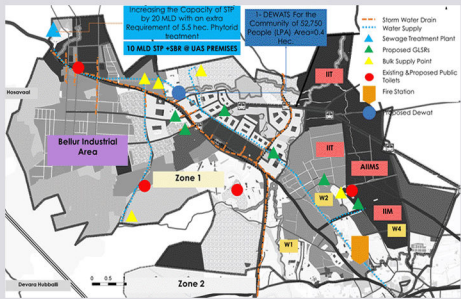 Increasing the Capacity of STP
by 20 MLD with an extra
Requirement of 5.5 hec. Phytorid
treatment
10 MLD STP +SBR @ UAS PREMISES
1- DEWATS For the
Community of 52,750
People (LPA) Area=0.4
Hec.
Storm Water Drain
Water Supply
Sewage Treatment Plant
Proposed GLSRs
Bulk Supply Point
Existing &Proposed Public
Toilets
Fire Station
Proposed Dewat
Hosovaal
Bellur Industrial
Area
Zone 1
Zone 2
IIT
IIT
AIIMS
IIM
W2
W4
W1
0 0.5
Devara Hubballi